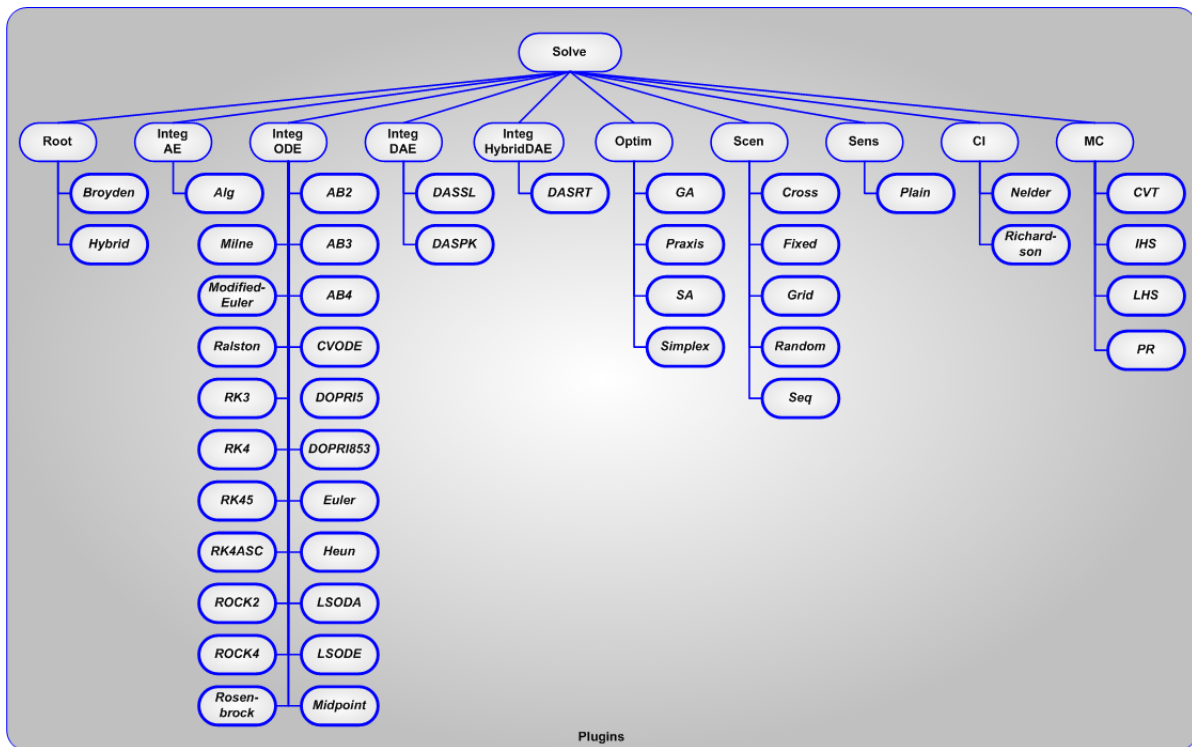 Solve
Root
Integ
AE
Integ
ODE
Integ
DAE
Integ
HybridDAE
Optim
Scen
Sens
CI
MC
Broyden
Alg
AB2
DASSL
DASRT
GA
Cross
Plain
Nelder
CVT
Hybrid
Milne
AB3
DASPK
Praxis
Fixed
Richard-
son
IHS
Modified-
Euler
AB4
SA
Grid
LHS
Ralston
CVODE
Simplex
Random
PR
RK3
DOPRI5
Seq
RK4
DOPRI853
RK45
Euler
RK4ASC
Heun
ROCK2
LSODA
ROCK4
LSODE
Rosen-
brock
Midpoint
Plugins